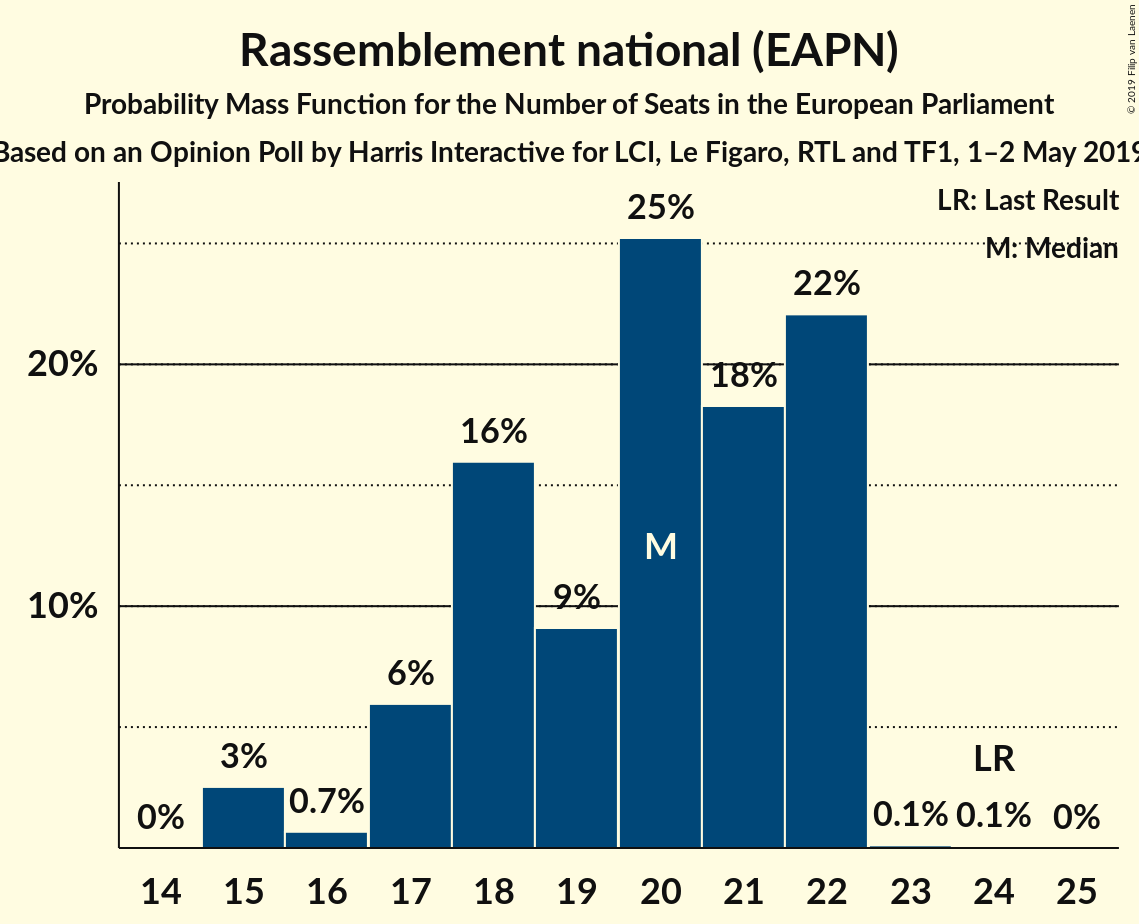 Rassemblement national (EAPN)
Probability Mass Function for the Number of Seats in the European Parliament
Based on an Opinion Poll by Harris Interactive for LCI, Le Figaro, RTL and TF1, 1–2 May 2019
© 2019 Filip van Laenen
LR: Last Result
M: Median
20%
10%
0%
3%
0.7%
6%
16%
9%
25%
M
18%
22%
0.1%
LR
0.1%
0%
14 15 16 17 18 19 20 21 22 23 24 25